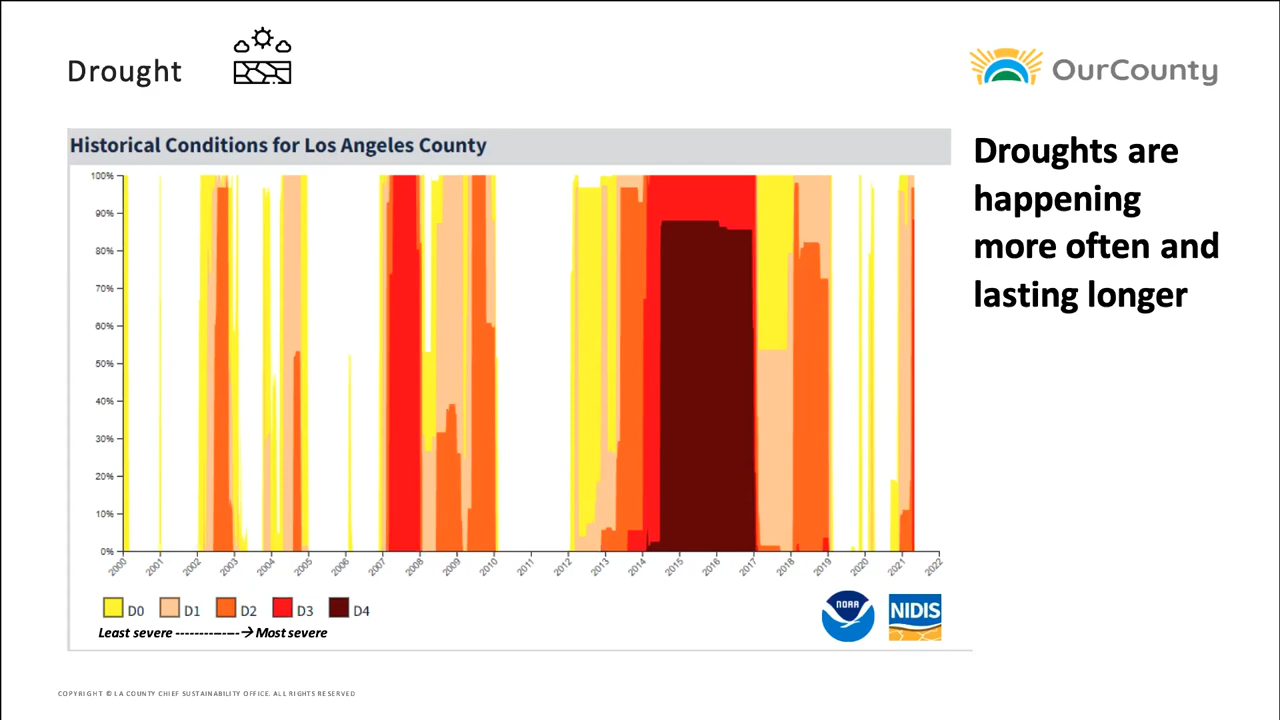 Drought
OurCounty
Historical Conditions for Los Angeles County
Droughts are
happening
more often and
lasting longer
100%
90%
80%
70%
60%
50%
40%
30%
20%
10%
0%
2000 2001 2002 2003 2004 2005 2006 2007 2008 2009 2010 2011 2012 2013 2014 2015 2016 2017 2018 2019 2020 2021 2022
D0 D1 D2 D3 D4
Least severe -------------→ Most severe
NOAA
NIDIS
COPYRIGHT © LA COUNTY CHIEF SUSTAINABILITY OFFICE. ALL RIGHTS RESERVED